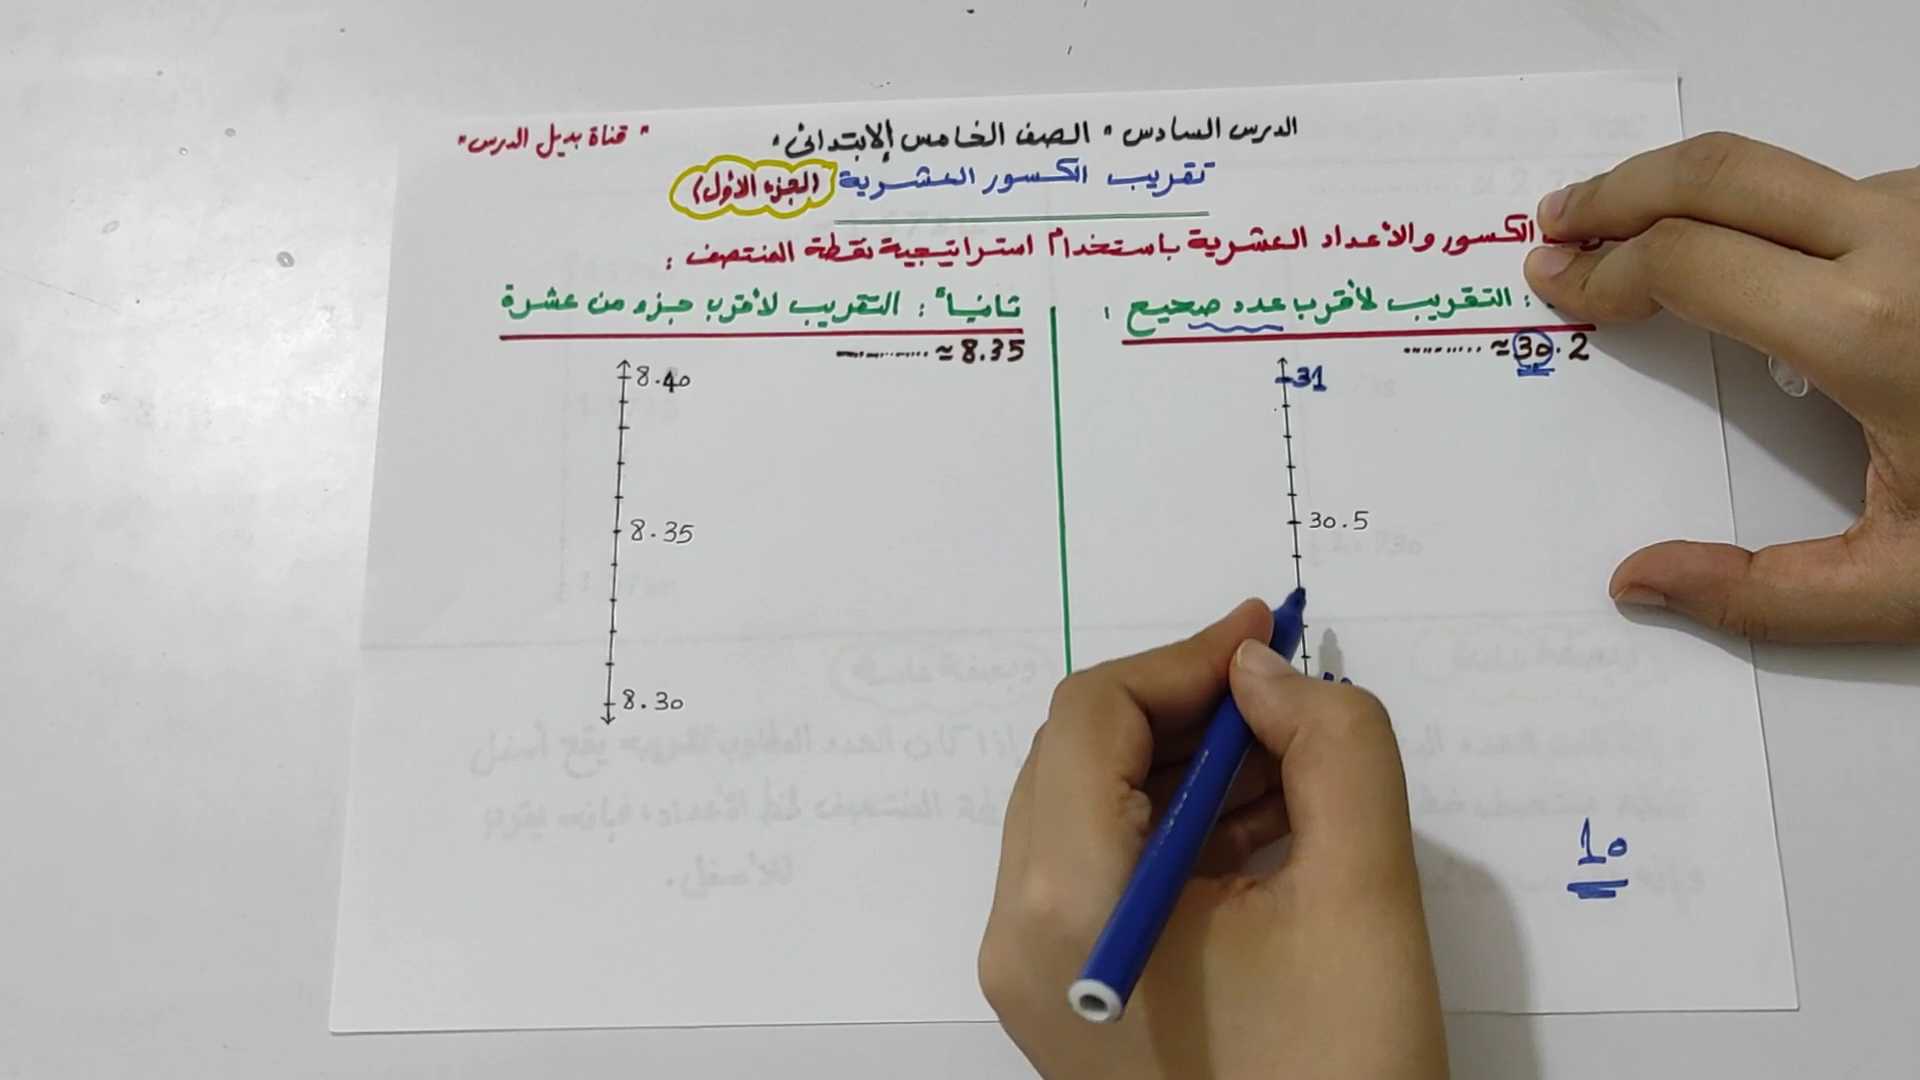 الدرس السادس " الصف الخامس الابتدائى "
" قناة بديل الدرس "
تقريب الكسور العشرية (الجزء الأول)
الكسور والأعداد العشرية باستخدام استراتيجية نقطة المنتصف :
: التقريب لأقرب عدد صحيح :
30.2 ≈ ..........
31
30.5
10
ثانياً : التقريب لأقرب جزء من عشرة
8.35 ≈ ............
8.40
8.35
8.30